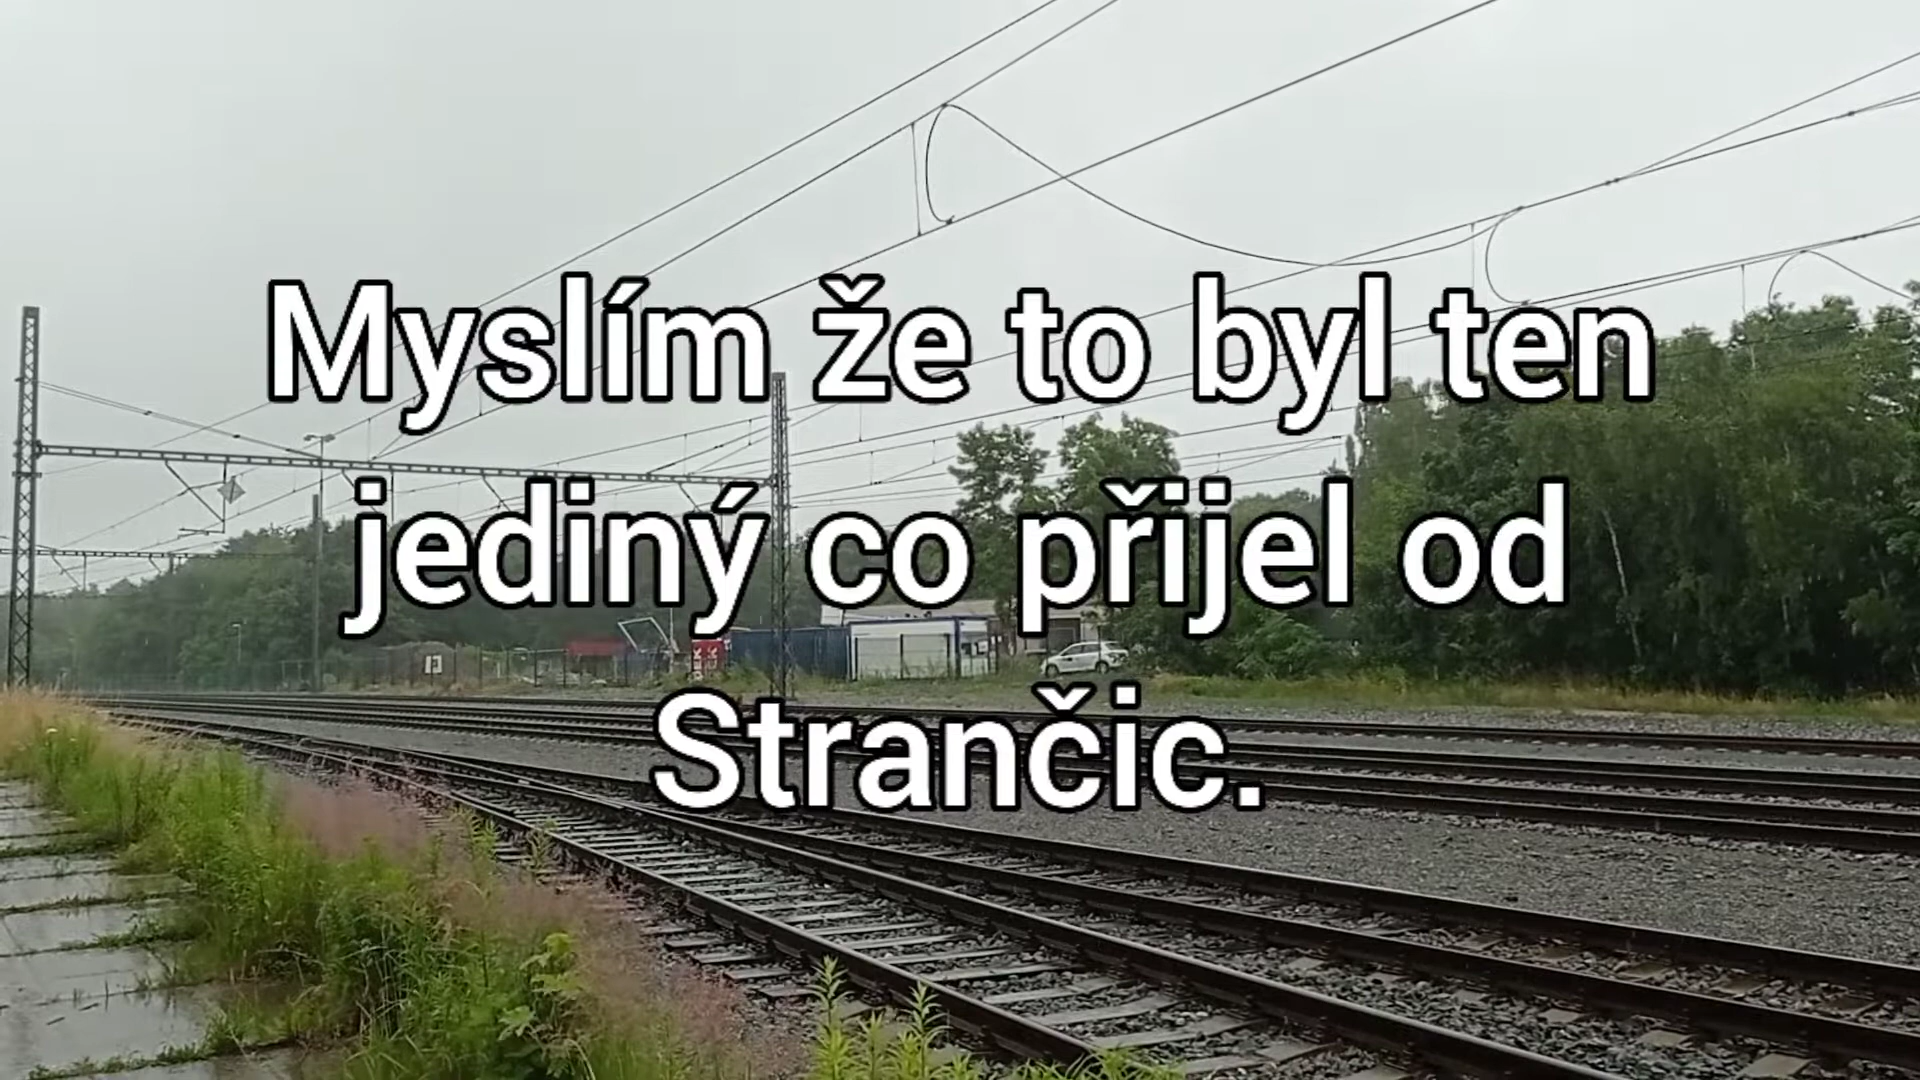 Myslím že to byl ten
jediný co přijel od
Strančic.